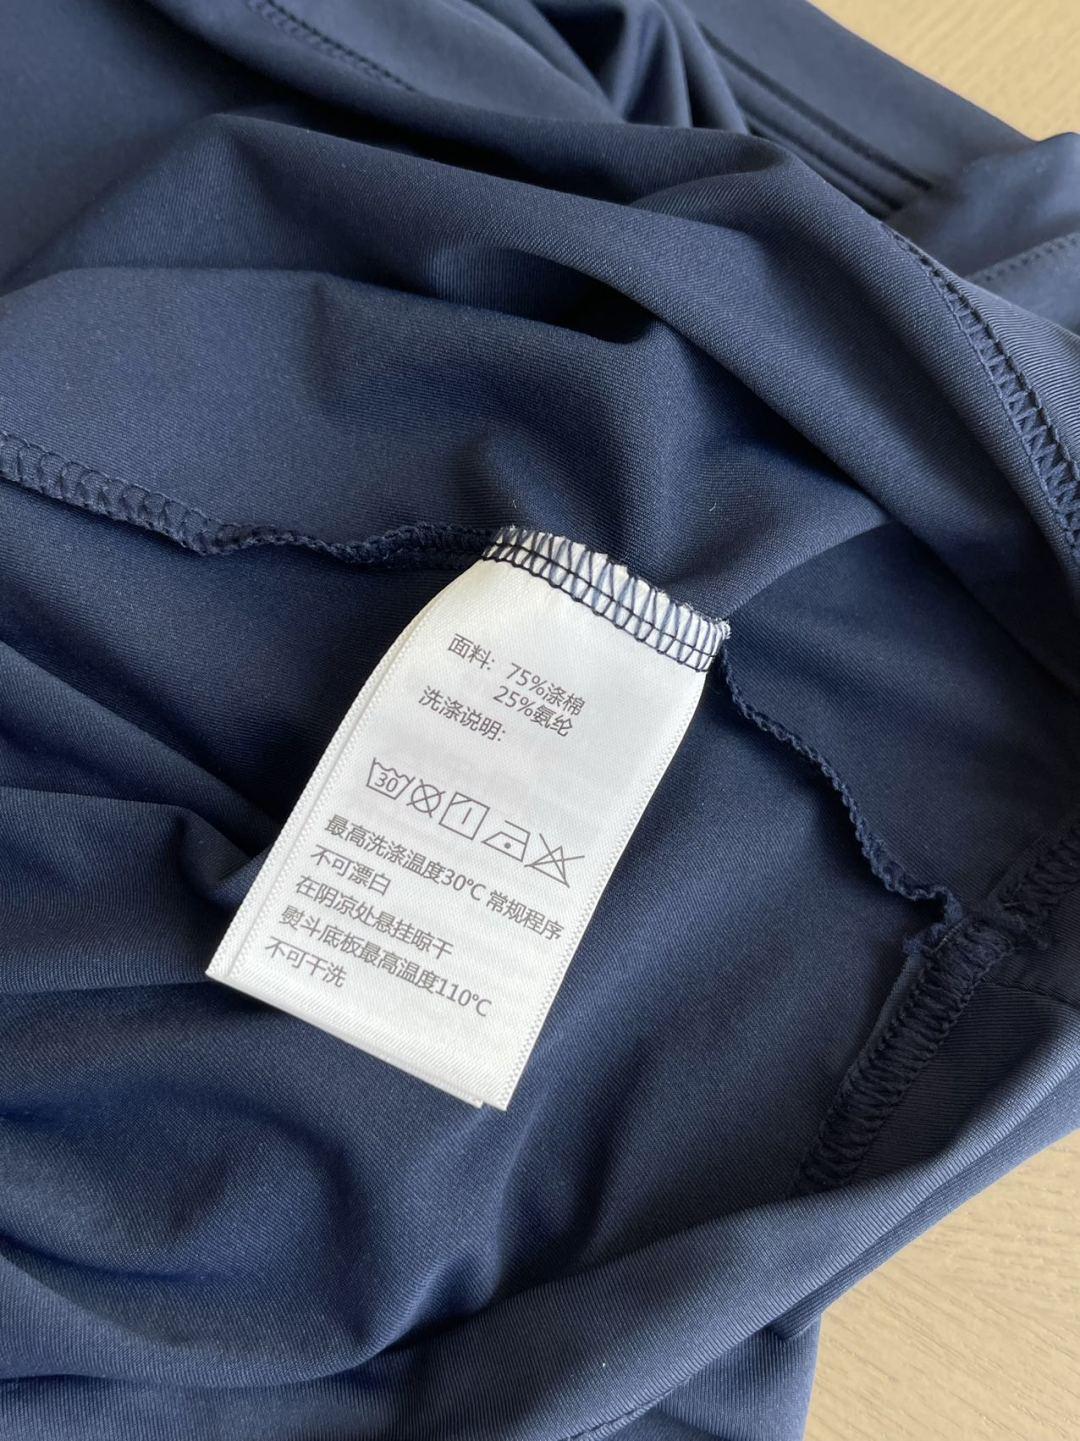 面料: 75%涤棉
25%氨纶
洗涤说明:
30
最高洗涤温度30°C 常规程序
不可漂白
在阴凉处悬挂晾干
熨斗底板最高温度110°C
不可干洗